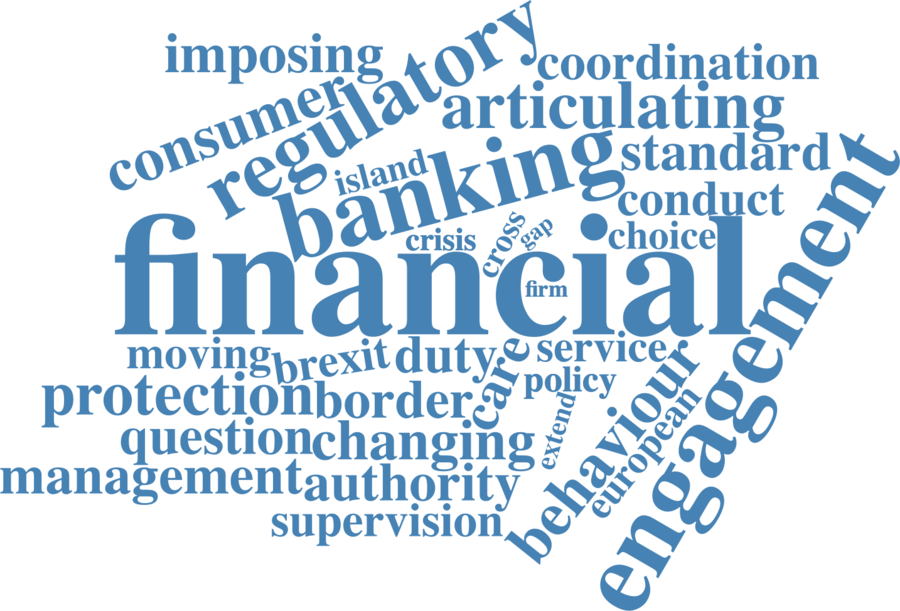 imposing
regulatory
coordination
consumer
articulating
standard
island
banking
conduct
engagement
crisis
cross
gap
choice
financial
firm
moving
brexit
duty
care
service
policy
protection
border
extend
behaviour
european
question
changing
management
authority
supervision